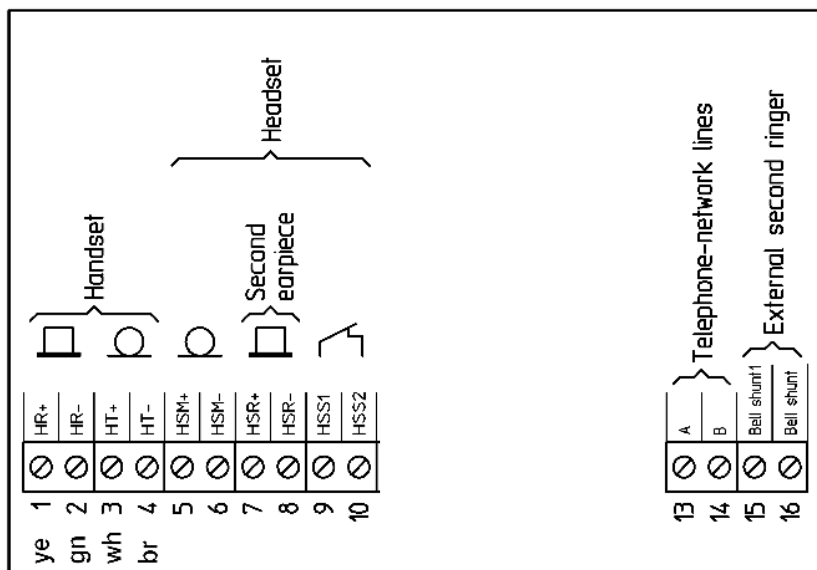 Headset
Handset
Second
earpiece
Telephone-network lines
External second ringer
HR+
HR-
HT+
HT-
HSM+
HSM-
HSR+
HSR-
HSS1
HSS2
A
B
Bell shunt1
Bell shunt
1
2
3
4
5
6
7
8
9
10
13
14
15
16
ye
gn
wh
br